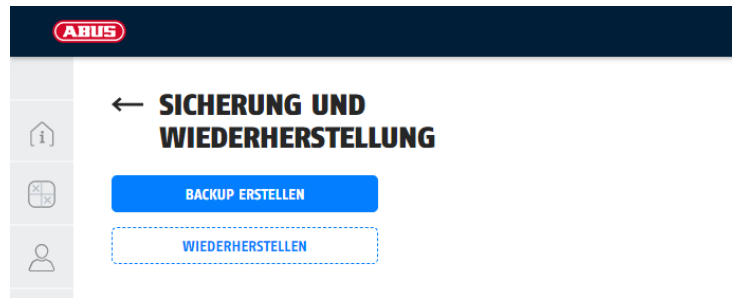 ABUS
SICHERUNG UND
WIEDERHERSTELLUNG
BACKUP ERSTELLEN
WIEDERHERSTELLEN